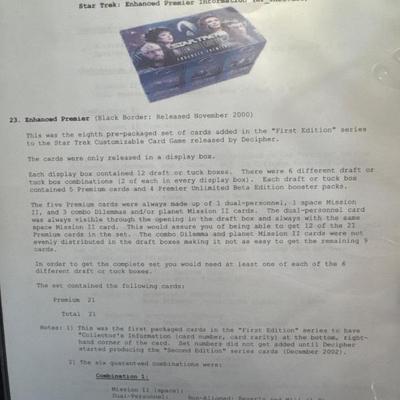 Star Trek: Enhanced Premier Information
STAR TREK
ENHANCED PREMIER
23. Enhanced Premier (Black Border: Released November 2000)
This was the eighth pre-packaged set of cards added in the "First Edition" series
to the Star Trek Customizable Card Game released by Decipher.
The cards were only released in a display box.
Each display box contained 12 draft or tuck boxes. There were 6 different draft or
tuck box combinations (2 of each in every display box). Each draft or tuck box
contained 5 Premium cards and 4 Premier Unlimited Beta Edition booster packs.
The five Premium cards were always made up of 1 dual-personnel, 1 space Mission
II, and 3 combo Dilemmas and/or planet Mission II cards. The dual-personnel card
was always visible through the opening in the draft box and always with the same
space Mission II card. This would assure you of being able to get 12 of the 21
Premium cards in the set. The combo Dilemma and planet Mission II cards were not
evenly distributed in the draft boxes making it not as easy to get the remaining 9
cards.
In order to get the complete set you would need at least one of each of the 6
different draft or tuck boxes.
The set contained the following cards:
Premium 21
Total 21
Notes: 1) This was the first packaged cards in the "First Edition" series to have
"Collector's Information (card number, card rarity) at the bottom, right-
hand corner of the card. Set numbers did not get added until Decipher
started producing the "Second Edition" series cards (December 2002).
2) The six guaranteed combinations were:
Combination 1:
Mission II (space):
Dual-Personnel: Non-Aligned: